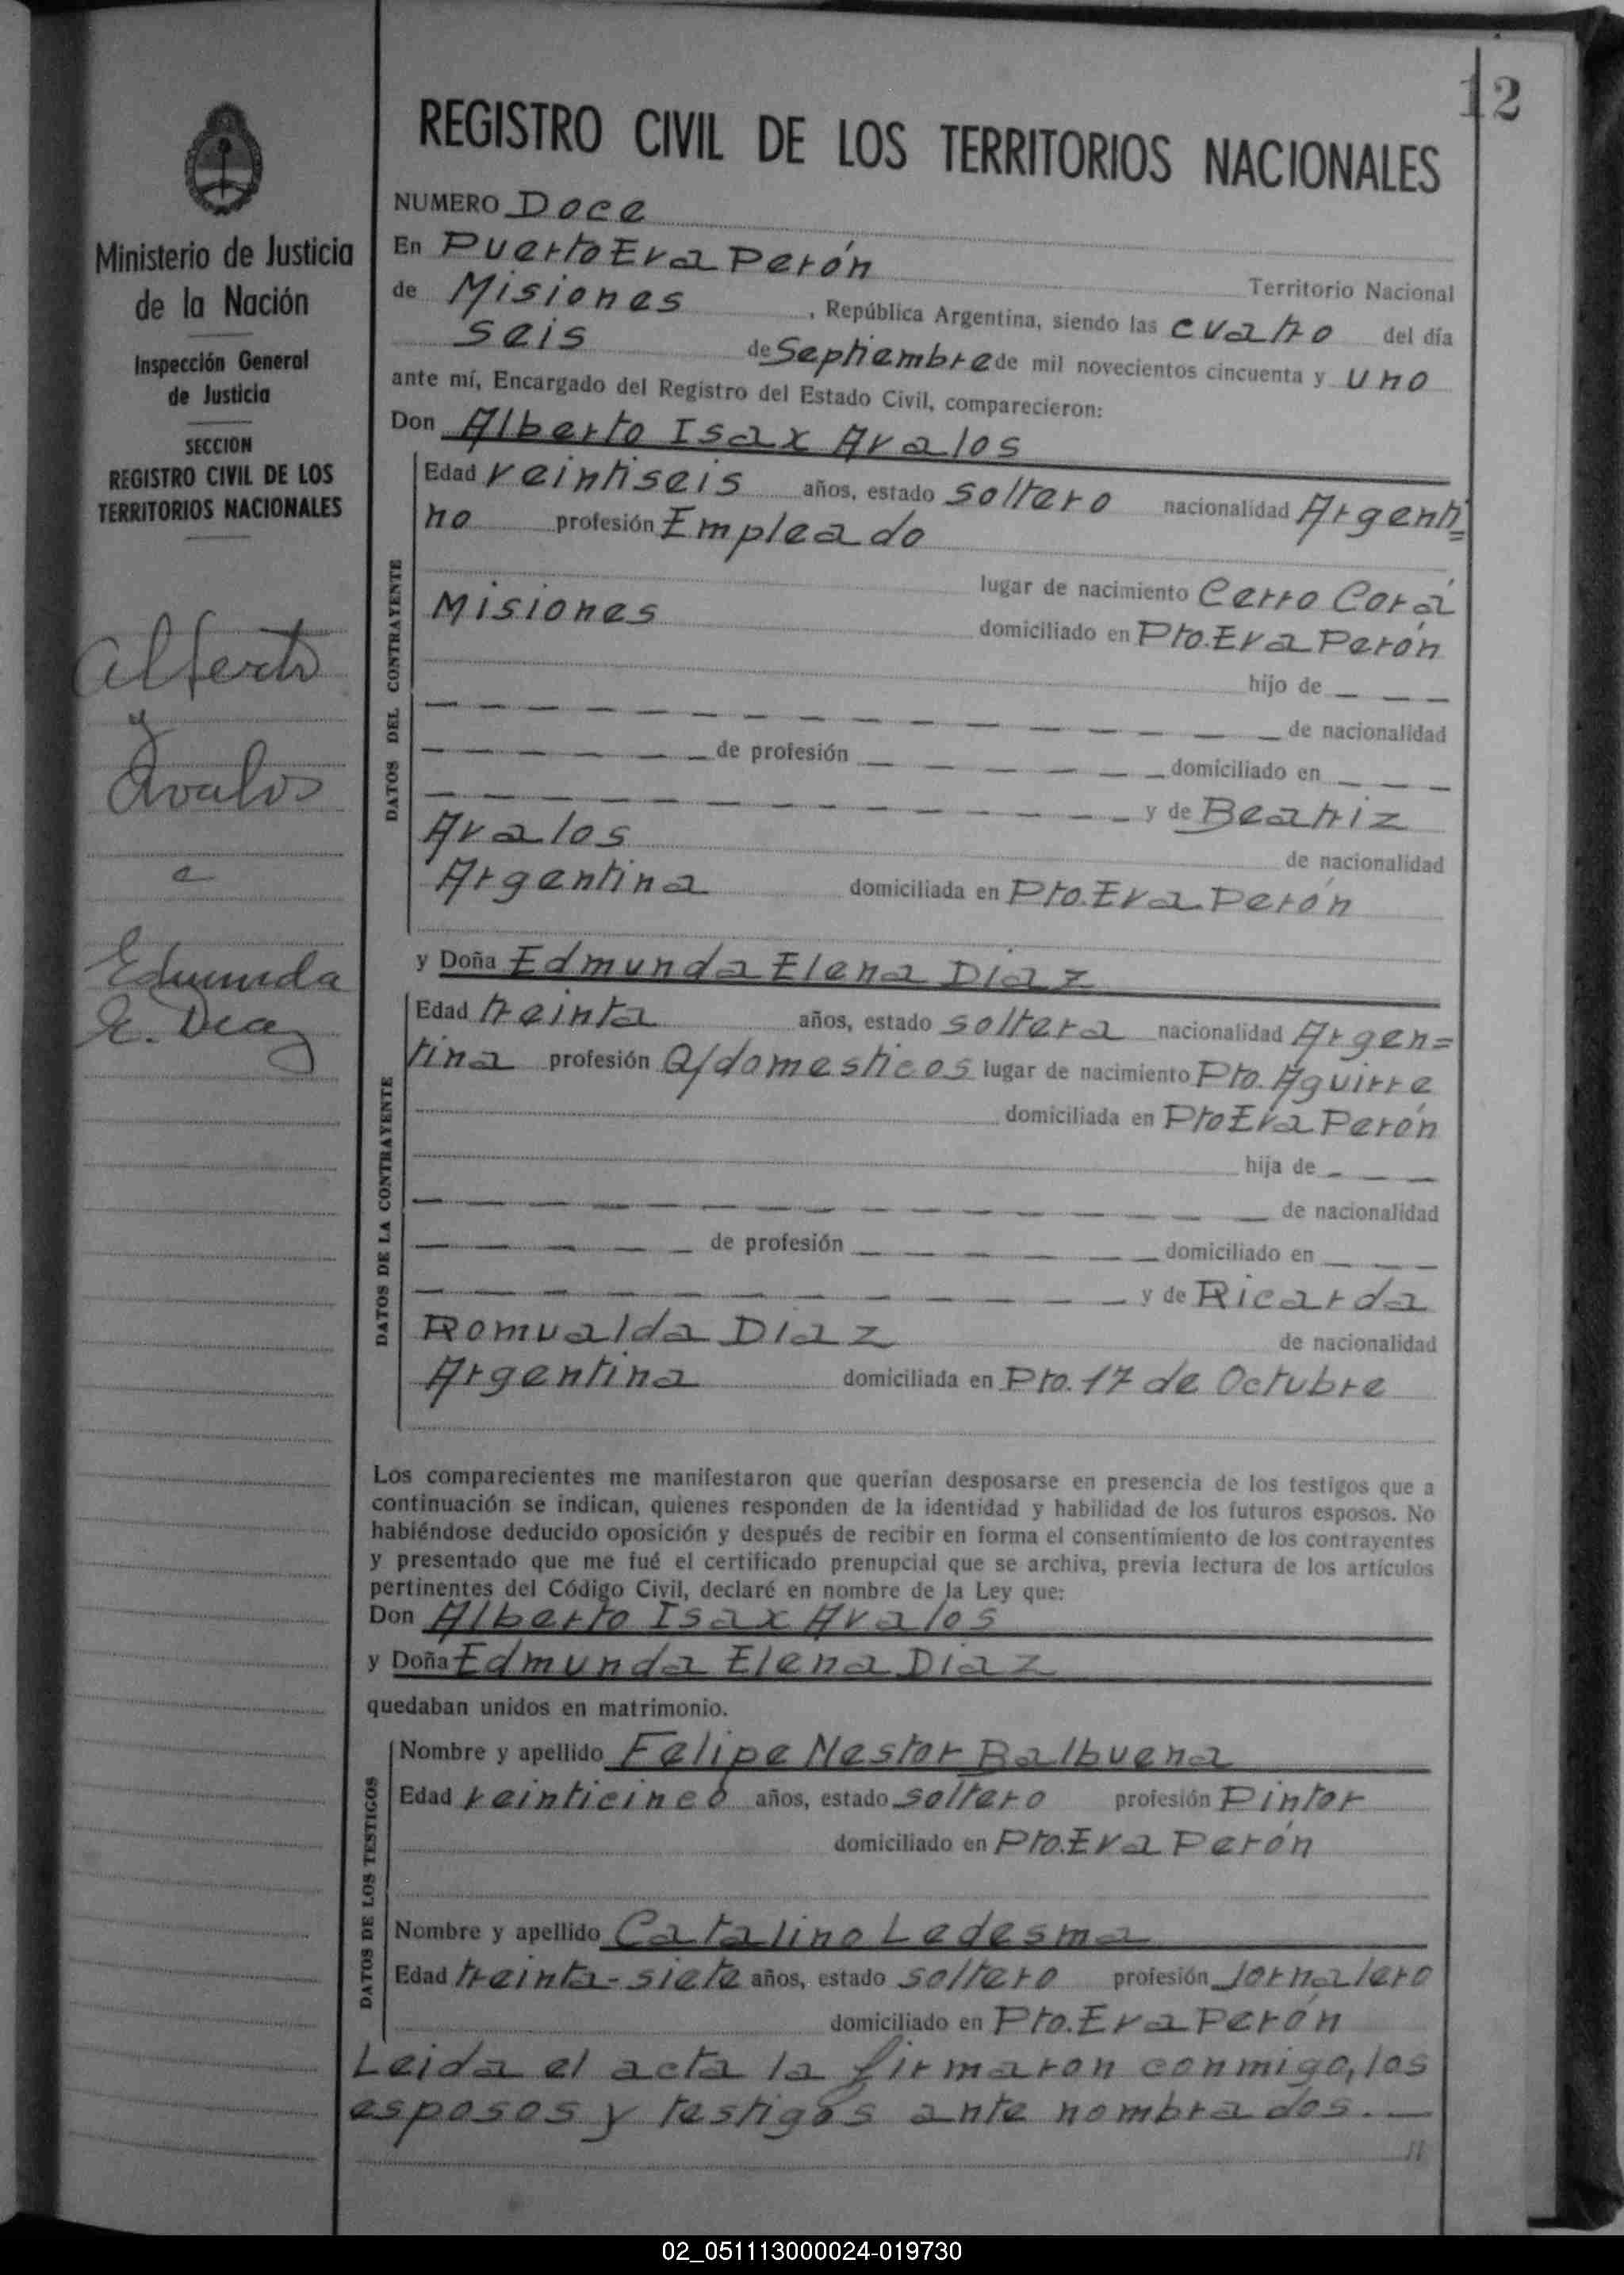 12
REGISTRO CIVIL DE LOS TERRITORIOS NACIONALES
Ministerio de Justicia
de la Nación
Inspección General
de Justicia
SECCION
REGISTRO CIVIL DE LOS
TERRITORIOS NACIONALES
Alberto
y
Avalos
a
Edmunda
E. Diaz
NUMERO Doce
En Puerto Eva Perón
Territorio Nacional
de Misiones, República Argentina, siendo las cuatro del día
seis de Septiembre de mil novecientos cincuenta y uno
ante mí, Encargado del Registro del Estado Civil, comparecieron:
Don Alberto Isax Avalos
DATOS DEL CONTRAYENTE
Edad veintiseis años, estado soltero nacionalidad Argenti=
no profesión Empleado
lugar de nacimiento Cerro Corá
Misiones domiciliado en Pto. Eva Perón
hijo de _ _ _
_ _ _ de nacionalidad
_ _ _ de profesión _ _ _ domiciliado en _ _ _
_ _ _ y de Beatriz
Avalos de nacionalidad
Argentina domiciliada en Pto. Eva Perón
y Doña Edmunda Elena Diaz
DATOS DE LA CONTRAYENTE
Edad treinta años, estado soltera nacionalidad Argen=
tina profesión Q/domesticos lugar de nacimiento Pto. Aguirre
domiciliada en Pto Eva Perón
hija de _ _ _
_ _ _ de nacionalidad
_ _ _ de profesión _ _ _ domiciliado en _ _ _
_ _ _ y de Ricarda
Romualda Diaz de nacionalidad
Argentina domiciliada en Pto. 17 de Octubre
Los comparecientes me manifestaron que querían desposarse en presencia de los testigos que a
continuación se indican, quienes responden de la identidad y habilidad de los futuros esposos. No
habiéndose deducido oposición y después de recibir en forma el consentimiento de los contrayentes
y presentado que me fué el certificado prenupcial que se archiva, previa lectura de los artículos
pertinentes del Código Civil, declaré en nombre de la Ley que:
Don Alberto Isax Avalos
y Doña Edmunda Elena Diaz
quedaban unidos en matrimonio.
DATOS DE LOS TESTIGOS
Nombre y apellido Felipe Nestor Balbuena
Edad veinticinco años, estado soltero profesión Pintor
domiciliado en Pto. Eva Perón
Nombre y apellido Catalino Ledesma
Edad treinta-siete años, estado soltero profesión Jornalero
domiciliado en Pto. Eva Perón
Leida el acta la firmaron conmigo, los
esposos y testigos ante nombrados.—
//
02_051113000024-019730